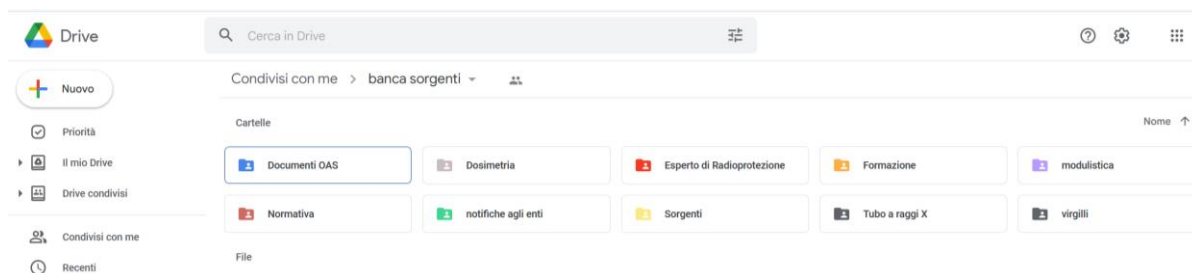 Drive
Cerca in Drive
Nuovo
Condivisi con me > banca sorgenti
Priorità
Il mio Drive
Drive condivisi
Condivisi con me
Recenti
Cartelle
Nome ↑
Documenti OAS
Dosimetria
Esperto di Radioprotezione
Formazione
modulistica
Normativa
notifiche agli enti
Sorgenti
Tubo a raggi X
virgilli
File